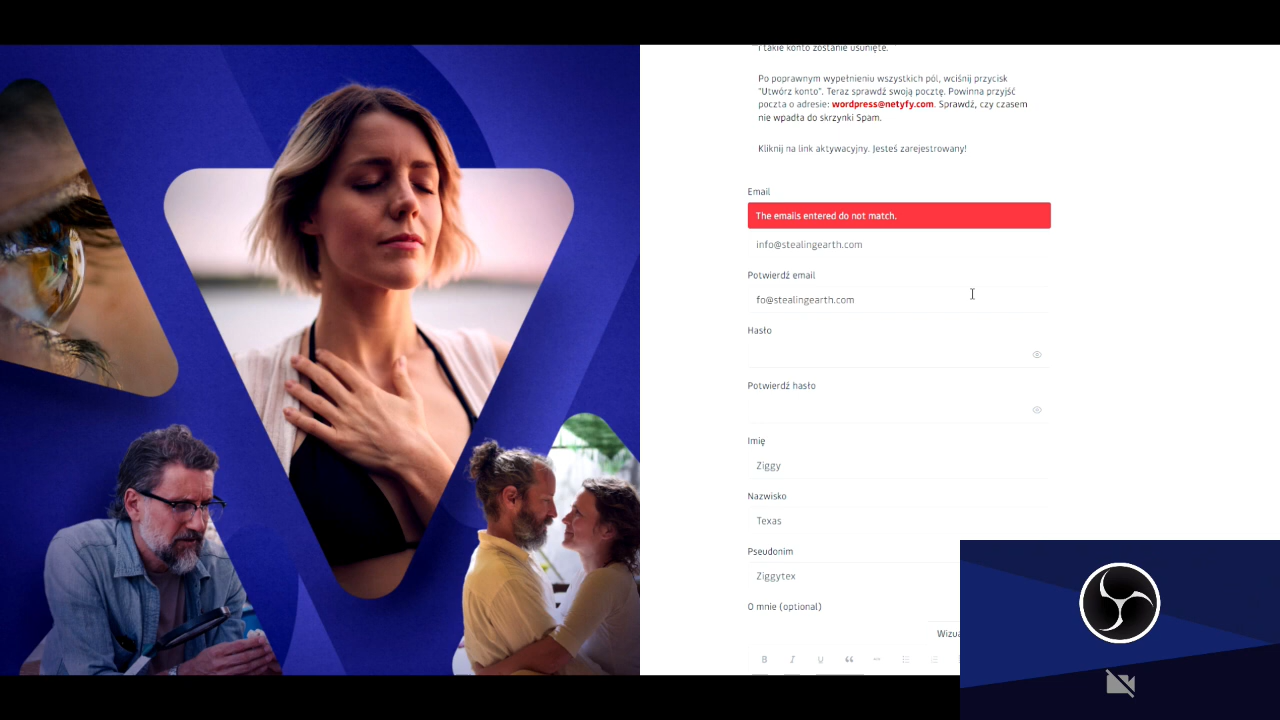 i takie konto zostanie usunięte.
Po poprawnym wypełnieniu wszystkich pól, wciśnij przycisk
"Utwórz konto". Teraz sprawdź swoją pocztę. Powinna przyjść
poczta o adresie: wordpress@netyfy.com. Sprawdź, czy czasem
nie wpadła do skrzynki Spam.
Kliknij na link aktywacyjny. Jesteś zarejestrowany!
Email
The emails entered do not match.
info@stealingearth.com
Potwierdź email
fo@stealingearth.com
Hasło
Potwierdź hasło
Imię
Ziggy
Nazwisko
Texas
Pseudonim
Ziggytex
O mnie (optional)
Wizua
B I U